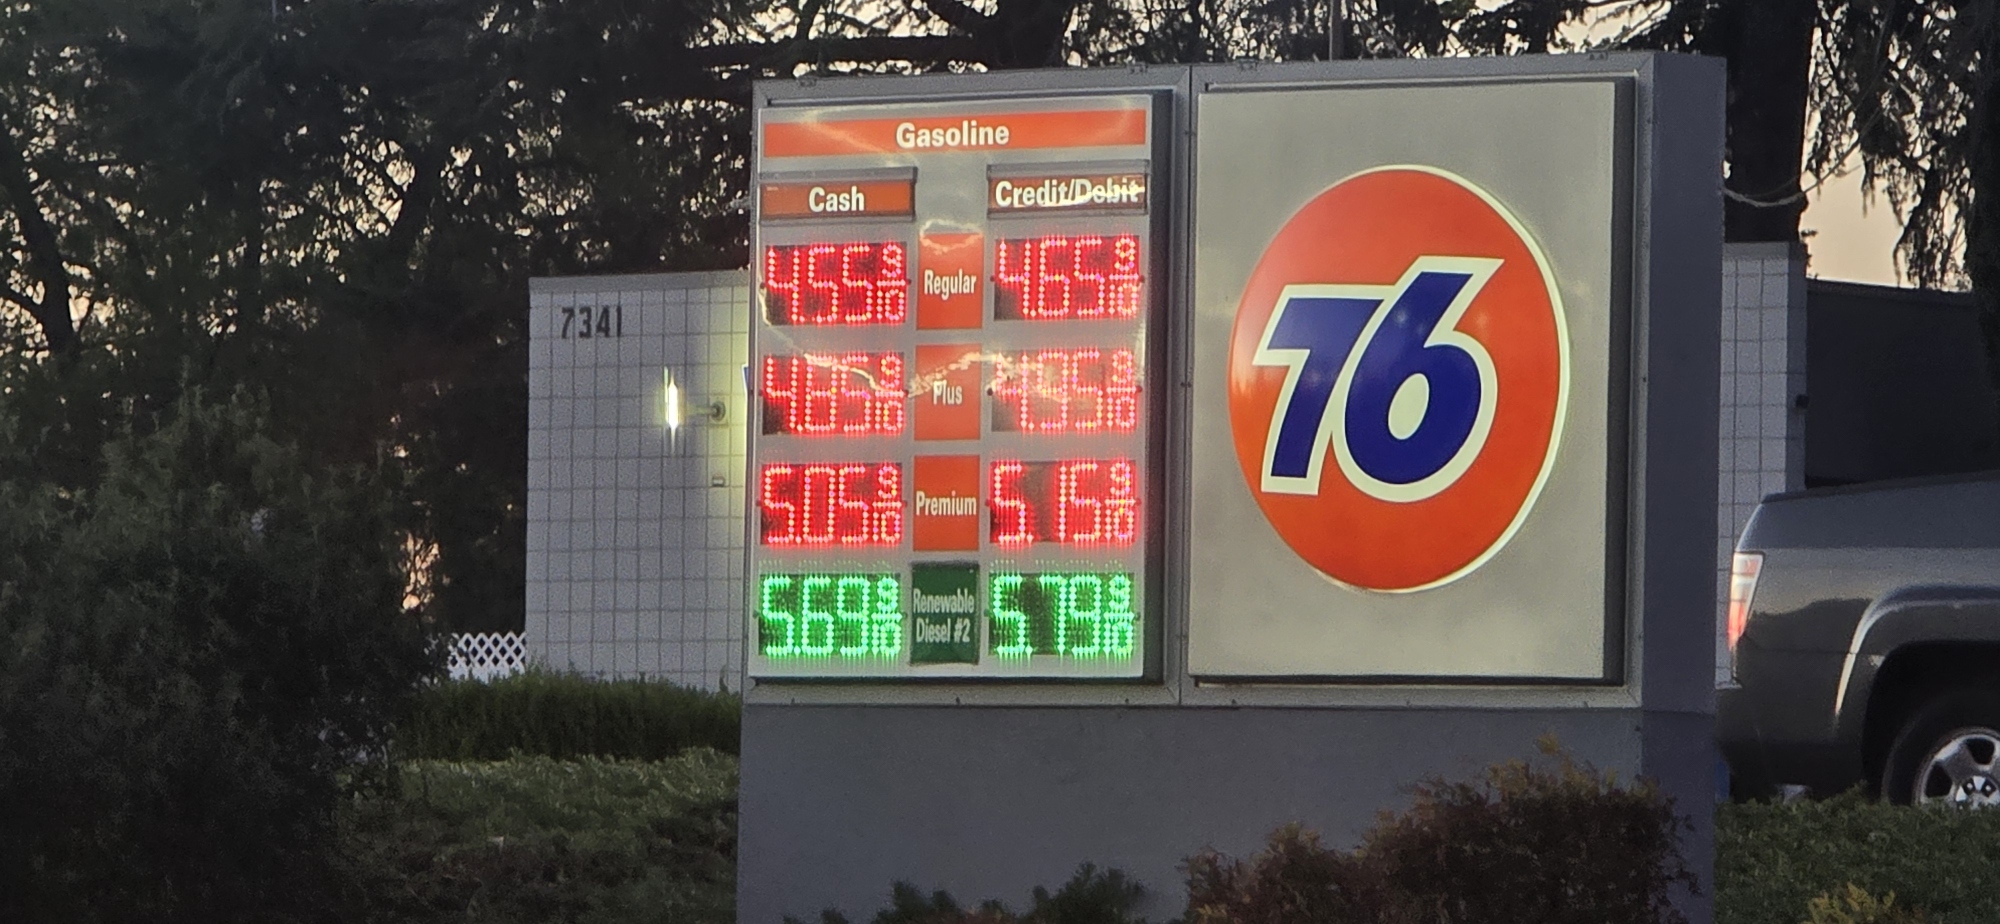 Gasoline
Cash Credit/Debit
4.55 9/10 Regular 4.65 9/10
4.85 9/10 Plus 4.95 9/10
5.05 9/10 Premium 5.15 9/10
5.69 9/10 Renewable Diesel #2 5.79 9/10
76
7341